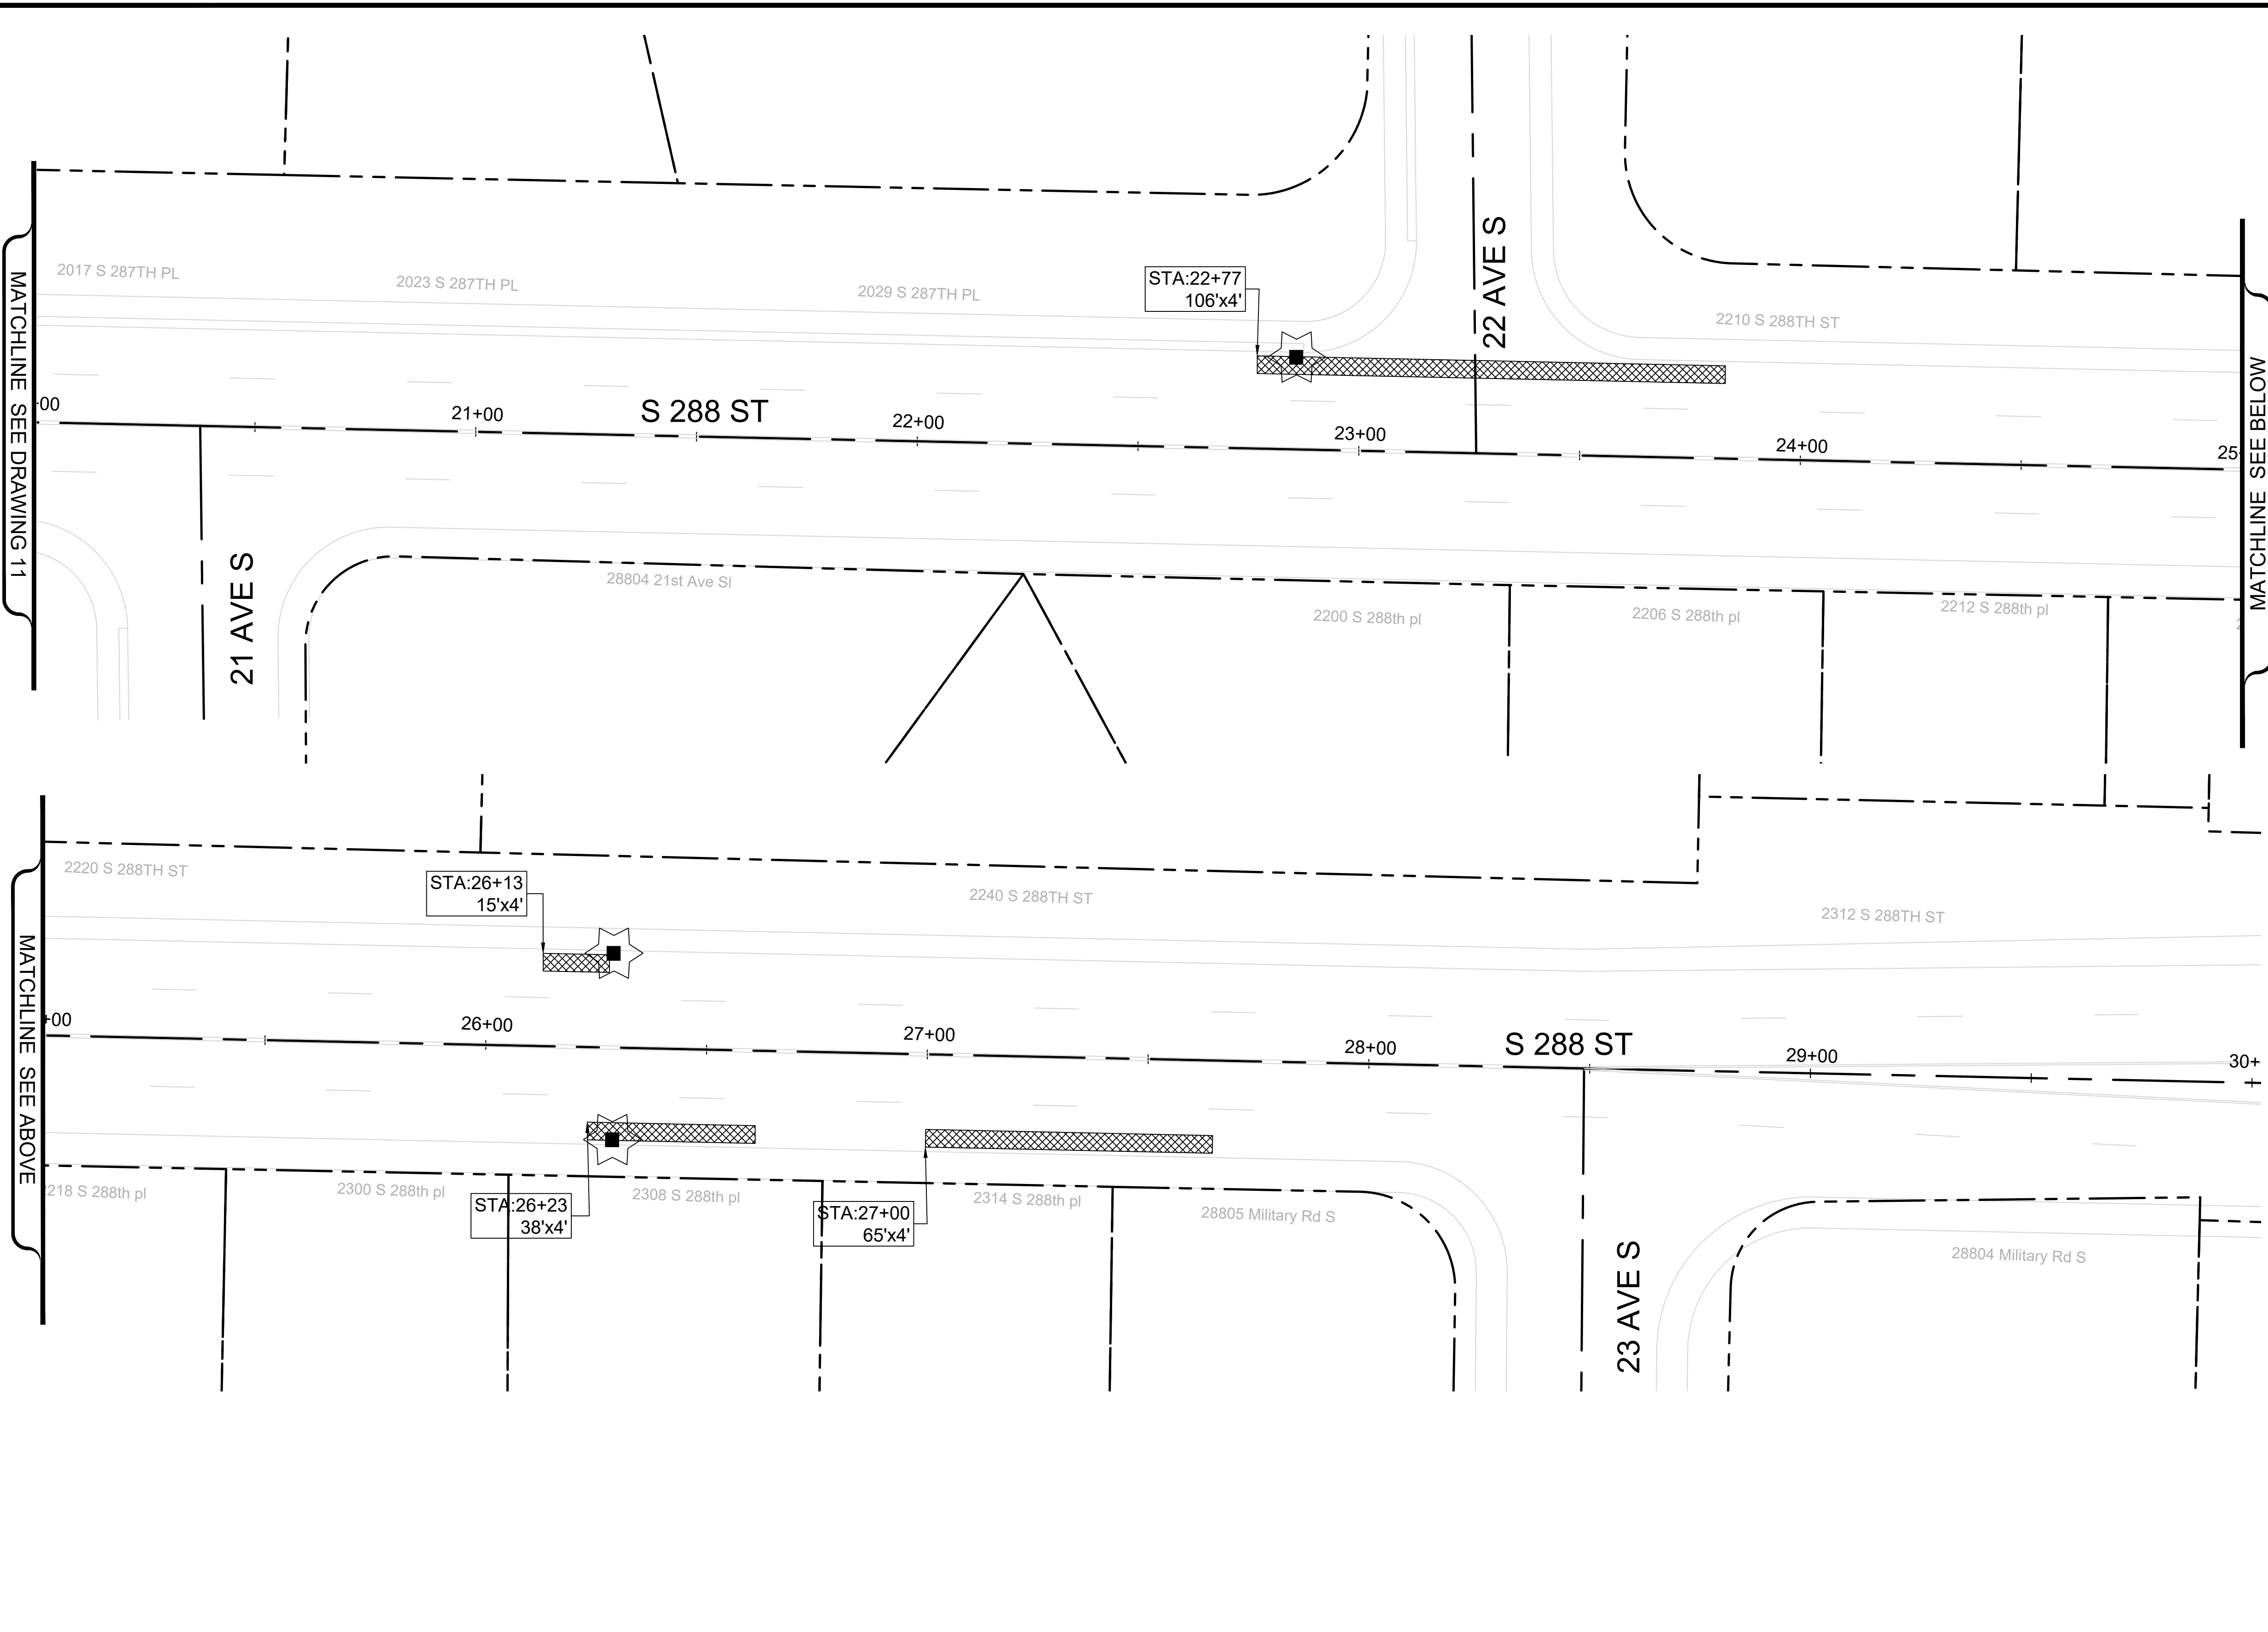 MATCHLINE SEE DRAWING 11
2017 S 287TH PL
2023 S 287TH PL
2029 S 287TH PL
STA:22+77
106'x4'
22 AVE S
2210 S 288TH ST
+00
21+00
S 288 ST
22+00
23+00
24+00
25+
MATCHLINE SEE BELOW
21 AVE S
28804 21st Ave Sl
2200 S 288th pl
2206 S 288th pl
2212 S 288th pl
MATCHLINE SEE ABOVE
2220 S 288TH ST
STA:26+13
15'x4'
2240 S 288TH ST
2312 S 288TH ST
+00
26+00
27+00
28+00
S 288 ST
29+00
30+
2218 S 288th pl
2300 S 288th pl
STA:26+23
38'x4'
2308 S 288th pl
STA:27+00
65'x4'
2314 S 288th pl
28805 Military Rd S
23 AVE S
28804 Military Rd S